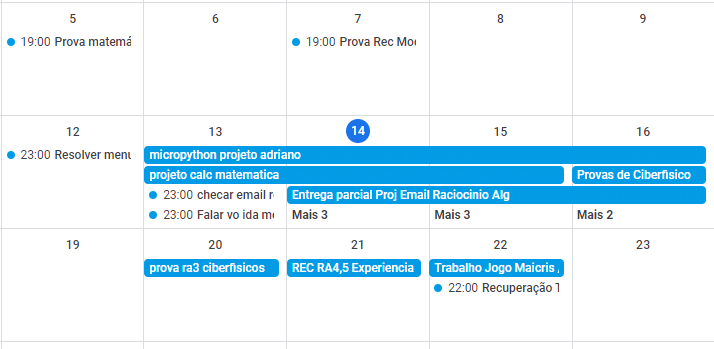 5 6 7 8 9
19:00 Prova matemá 19:00 Prova Rec Mo
12 13 14 15 16
23:00 Resolver menu micropython projeto adriano
projeto calc matematica Provas de Ciberfisico
23:00 checar email r Entrega parcial Proj Email Raciocinio Alg
23:00 Falar vo ida me Mais 3 Mais 3 Mais 2
19 20 21 22 23
prova ra3 ciberfisicos REC RA4,5 Experiencia Trabalho Jogo Maicris
22:00 Recuperação